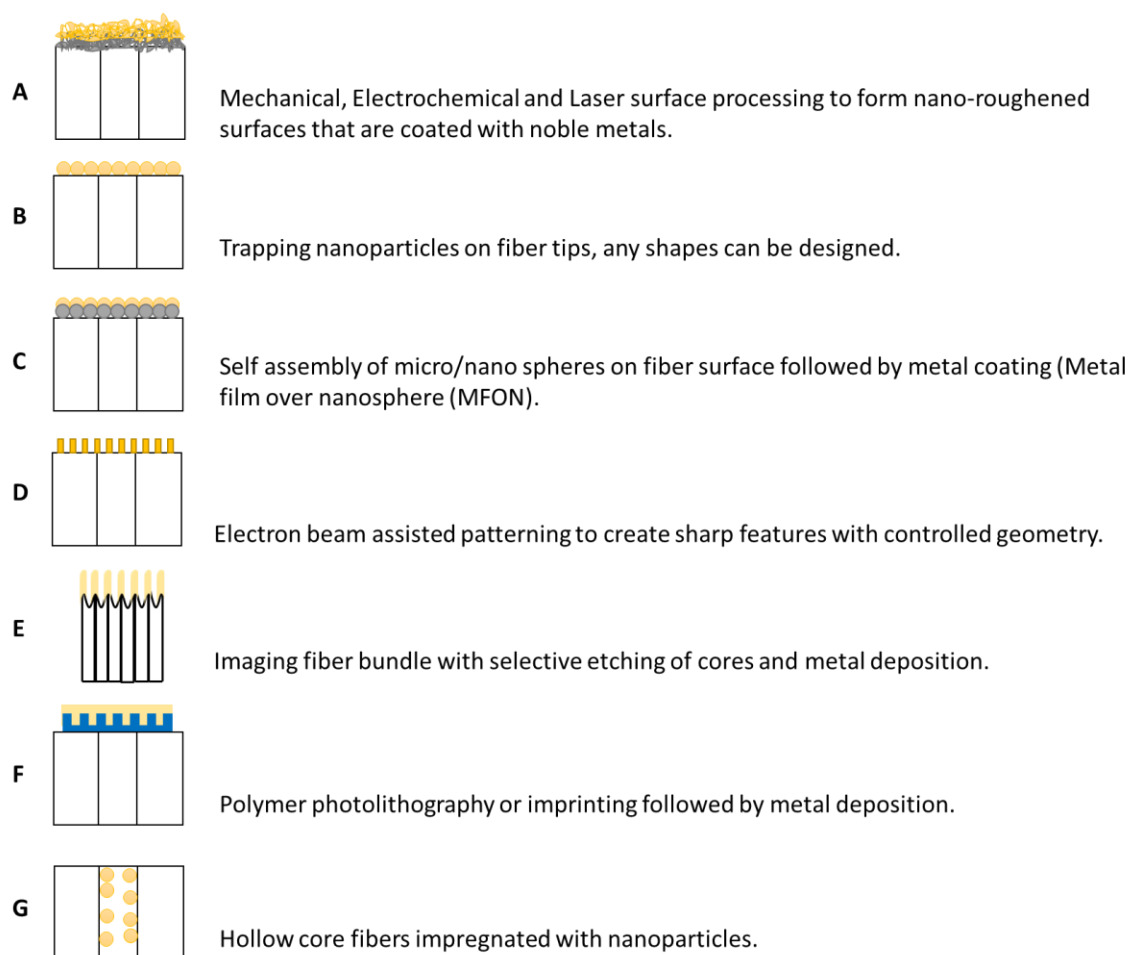 A
Mechanical, Electrochemical and Laser surface processing to form nano-roughened
surfaces that are coated with noble metals.
B
Trapping nanoparticles on fiber tips, any shapes can be designed.
C
Self assembly of micro/nano spheres on fiber surface followed by metal coating (Metal
film over nanosphere (MFON).
D
Electron beam assisted patterning to create sharp features with controlled geometry.
E
Imaging fiber bundle with selective etching of cores and metal deposition.
F
Polymer photolithography or imprinting followed by metal deposition.
G
Hollow core fibers impregnated with nanoparticles.